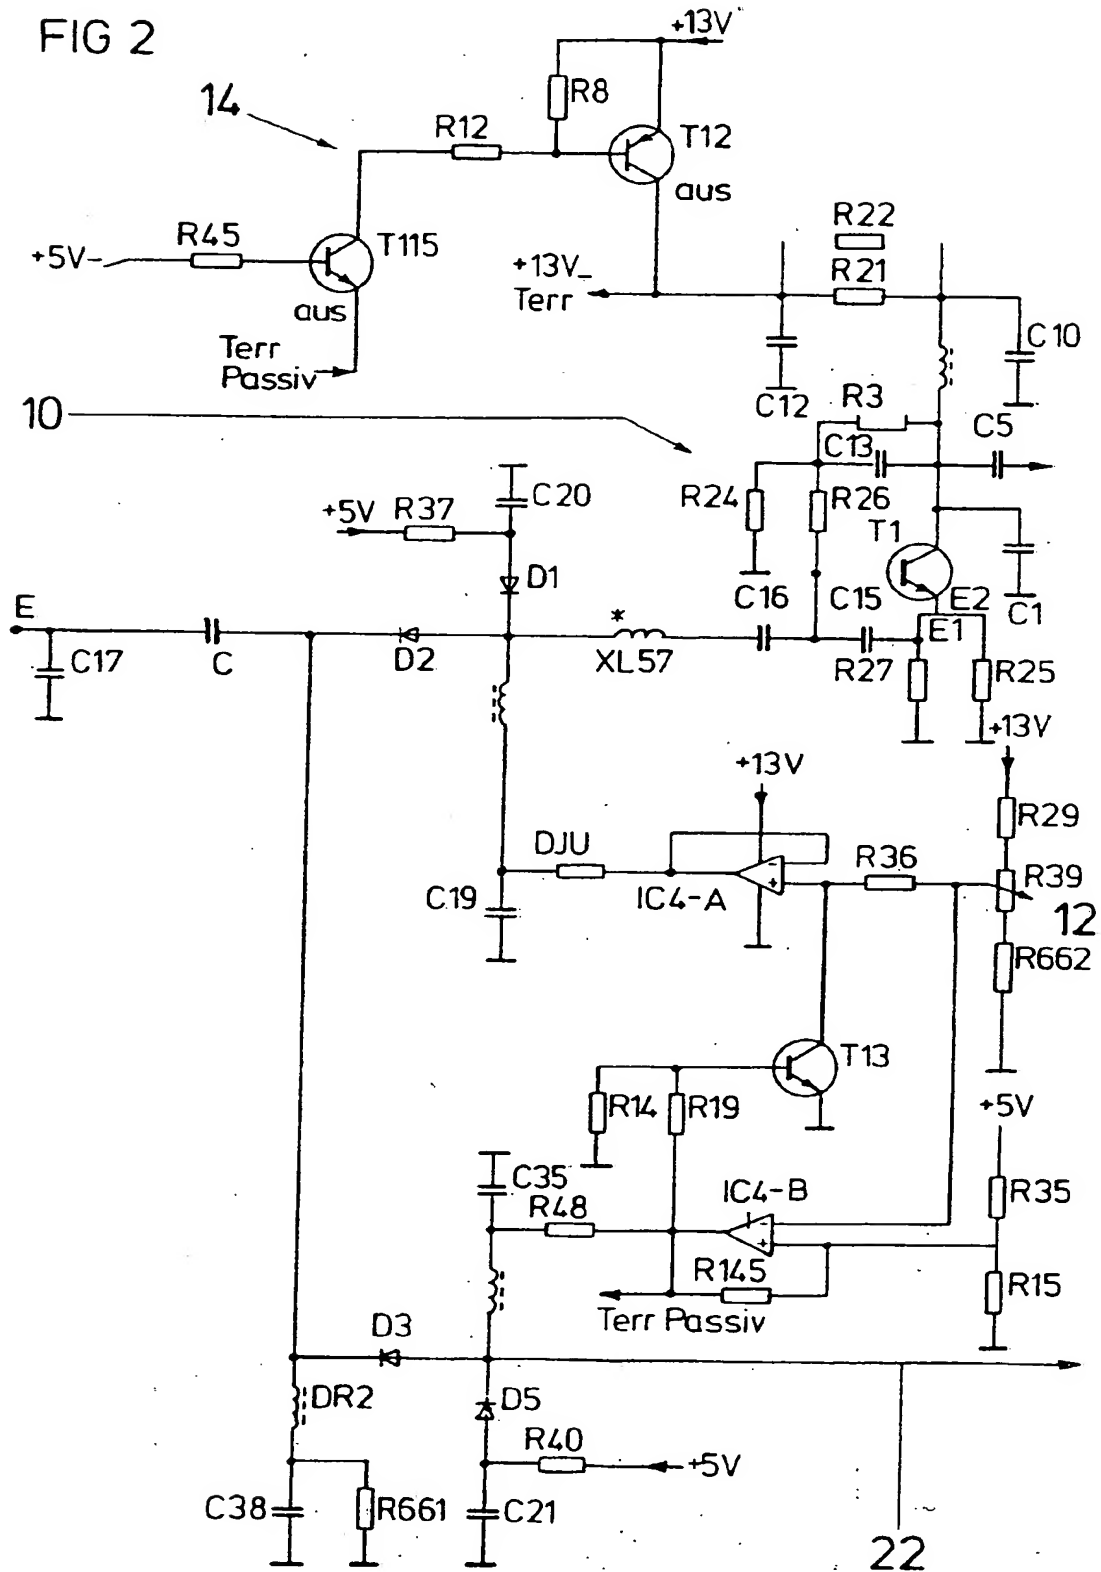 FIG 2
+13V
14
R8
R12
T12
aus
R45
T115
+5V
aus
Terr
Passiv
+13V
Terr
R22
R21
C10
C12
10
R3
C13
C5
C20
R24
R26
+5V
R37
T1
D1
E
C16
C15
E2
C1
E1
*
C17
C
D2
XL57
R27
R25
+13V
+13V
R29
DJU
R36
R39
C19
-
+
IC4-A
12
R662
T13
R14
R19
+5V
C35
IC4-B
R35
R48
-
+
R145
R15
Terr Passiv
D3
DR2
D5
R40
+5V
C38
R661
C21
22